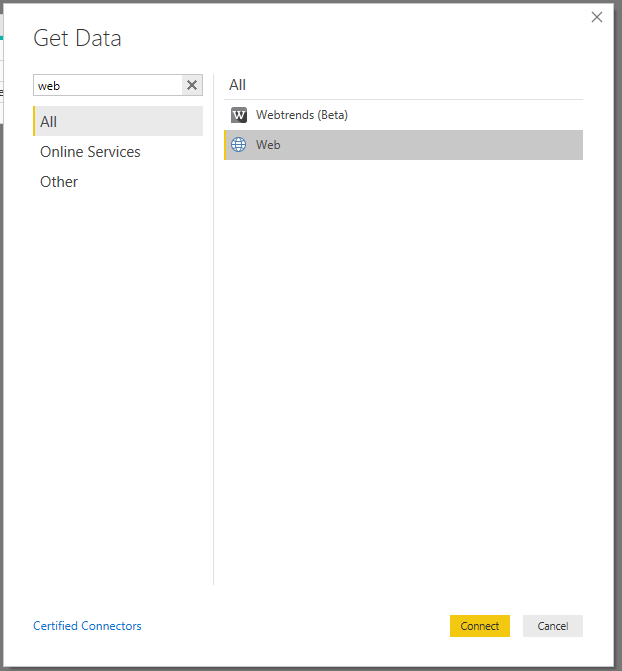 Get Data
web
All
Online Services
Other
All
W Webtrends (Beta)
Web
Certified Connectors
Connect
Cancel